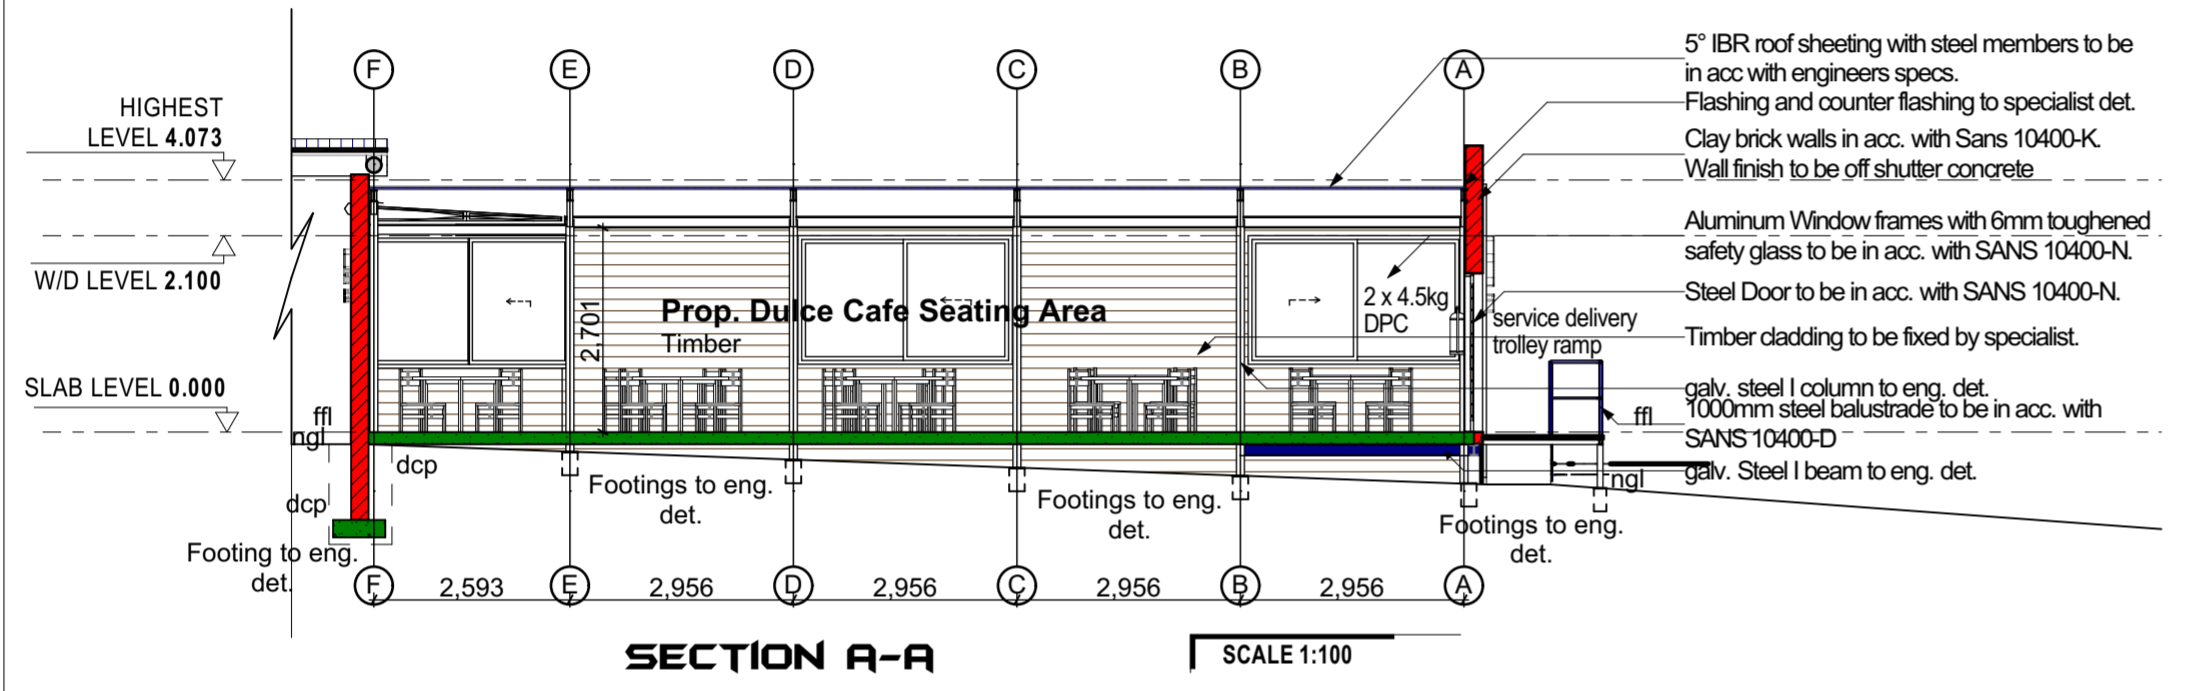 F
E
D
C
B
A
HIGHEST
LEVEL 4.073
W/D LEVEL 2.100
SLAB LEVEL 0.000
ffl
ngl
dcp
dcp
Footing to eng.
det.
2,701
Prop. Dulce Cafe Seating Area
Timber
2 x 4.5kg
DPC
service delivery
trolley ramp
Footings to eng.
det.
Footings to eng.
det.
Footings to eng.
det.
ffl
ngl
5° IBR roof sheeting with steel members to be
in acc with engineers specs.
Flashing and counter flashing to specialist det.
Clay brick walls in acc. with Sans 10400-K.
Wall finish to be off shutter concrete
Aluminum Window frames with 6mm toughened
safety glass to be in acc. with SANS 10400-N.
Steel Door to be in acc. with SANS 10400-N.
Timber cladding to be fixed by specialist.
galv. steel I column to eng. det.
1000mm steel balustrade to be in acc. with
SANS 10400-D
galv. Steel I beam to eng. det.
F
2,593
E
2,956
D
2,956
C
2,956
B
2,956
A
SECTION A-A
SCALE 1:100